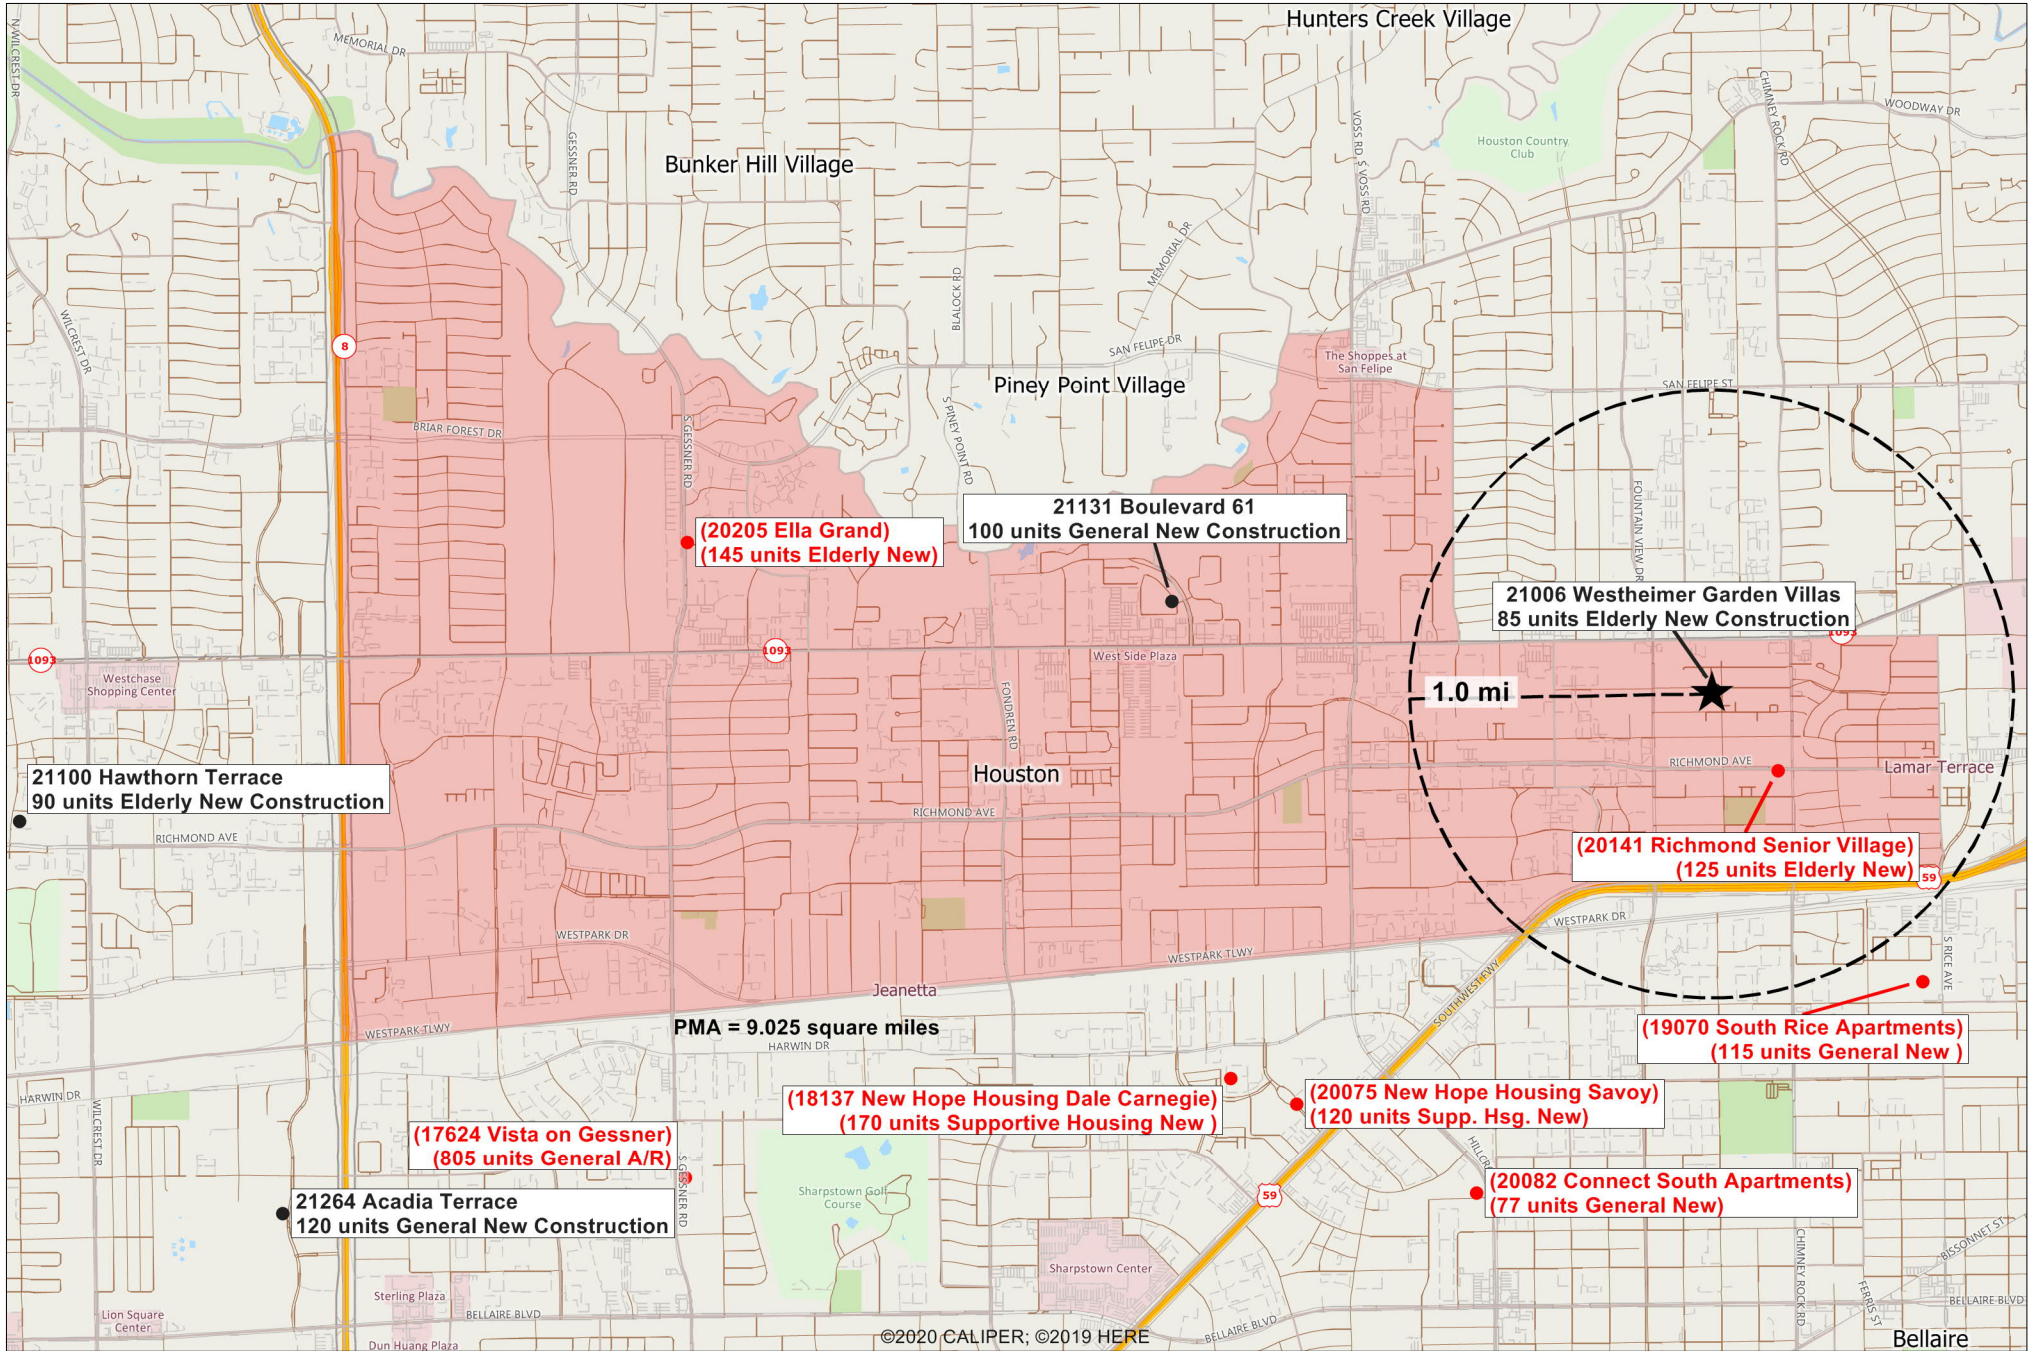 Hunters Creek Village
N WILCREST DR
MEMORIAL DR
GESSNER RD
VOSS RD, S VOSS RD
CHIMNEY ROCK RD
WOODWAY DR
Houston Country
Club
Bunker Hill Village
MEMORIAL DR
BLALOCK RD
WILCREST DR
8
SAN FELIPE DR
The Shoppes at
San Felipe
Piney Point Village
SAN FELIPE ST
S PINEY POINT RD
BRIAR FOREST DR
S GESSNER RD
FOUNTAIN VIEW DR
21131 Boulevard 61
100 units General New Construction
(20205 Ella Grand)
(145 units Elderly New)
21006 Westheimer Garden Villas
85 units Elderly New Construction
1093
1093
1093
West Side Plaza
Westchase
Shopping Center
FONDREN RD
1.0 mi
Houston
RICHMOND AVE
Lamar Terrace
21100 Hawthorn Terrace
90 units Elderly New Construction
RICHMOND AVE
RICHMOND AVE
(20141 Richmond Senior Village)
(125 units Elderly New)
59
WESTPARK DR
WESTPARK DR
WESTPARK TLWY
S RICE AVE
Jeanetta
SOUTHWEST FWY
WESTPARK TLWY
PMA = 9.025 square miles
HARWIN DR
(19070 South Rice Apartments)
(115 units General New )
HARWIN DR
WILCREST DR
(18137 New Hope Housing Dale Carnegie)
(170 units Supportive Housing New )
(20075 New Hope Housing Savoy)
(120 units Supp. Hsg. New)
(17624 Vista on Gessner)
(805 units General A/R)
S GESSNER RD
(20082 Connect South Apartments)
(77 units General New)
21264 Acadia Terrace
120 units General New Construction
Sharpstown Golf
Course
59
CHIMNEY ROCK RD
BISSONNET ST
Sharpstown Center
FERRIS ST
Sterling Plaza
BELLAIRE BLVD
BELLAIRE BLVD
BELLAIRE BLVD
Lion Square
Center
Dun Huang Plaza
©2020 CALIPER; ©2019 HERE
Bellaire